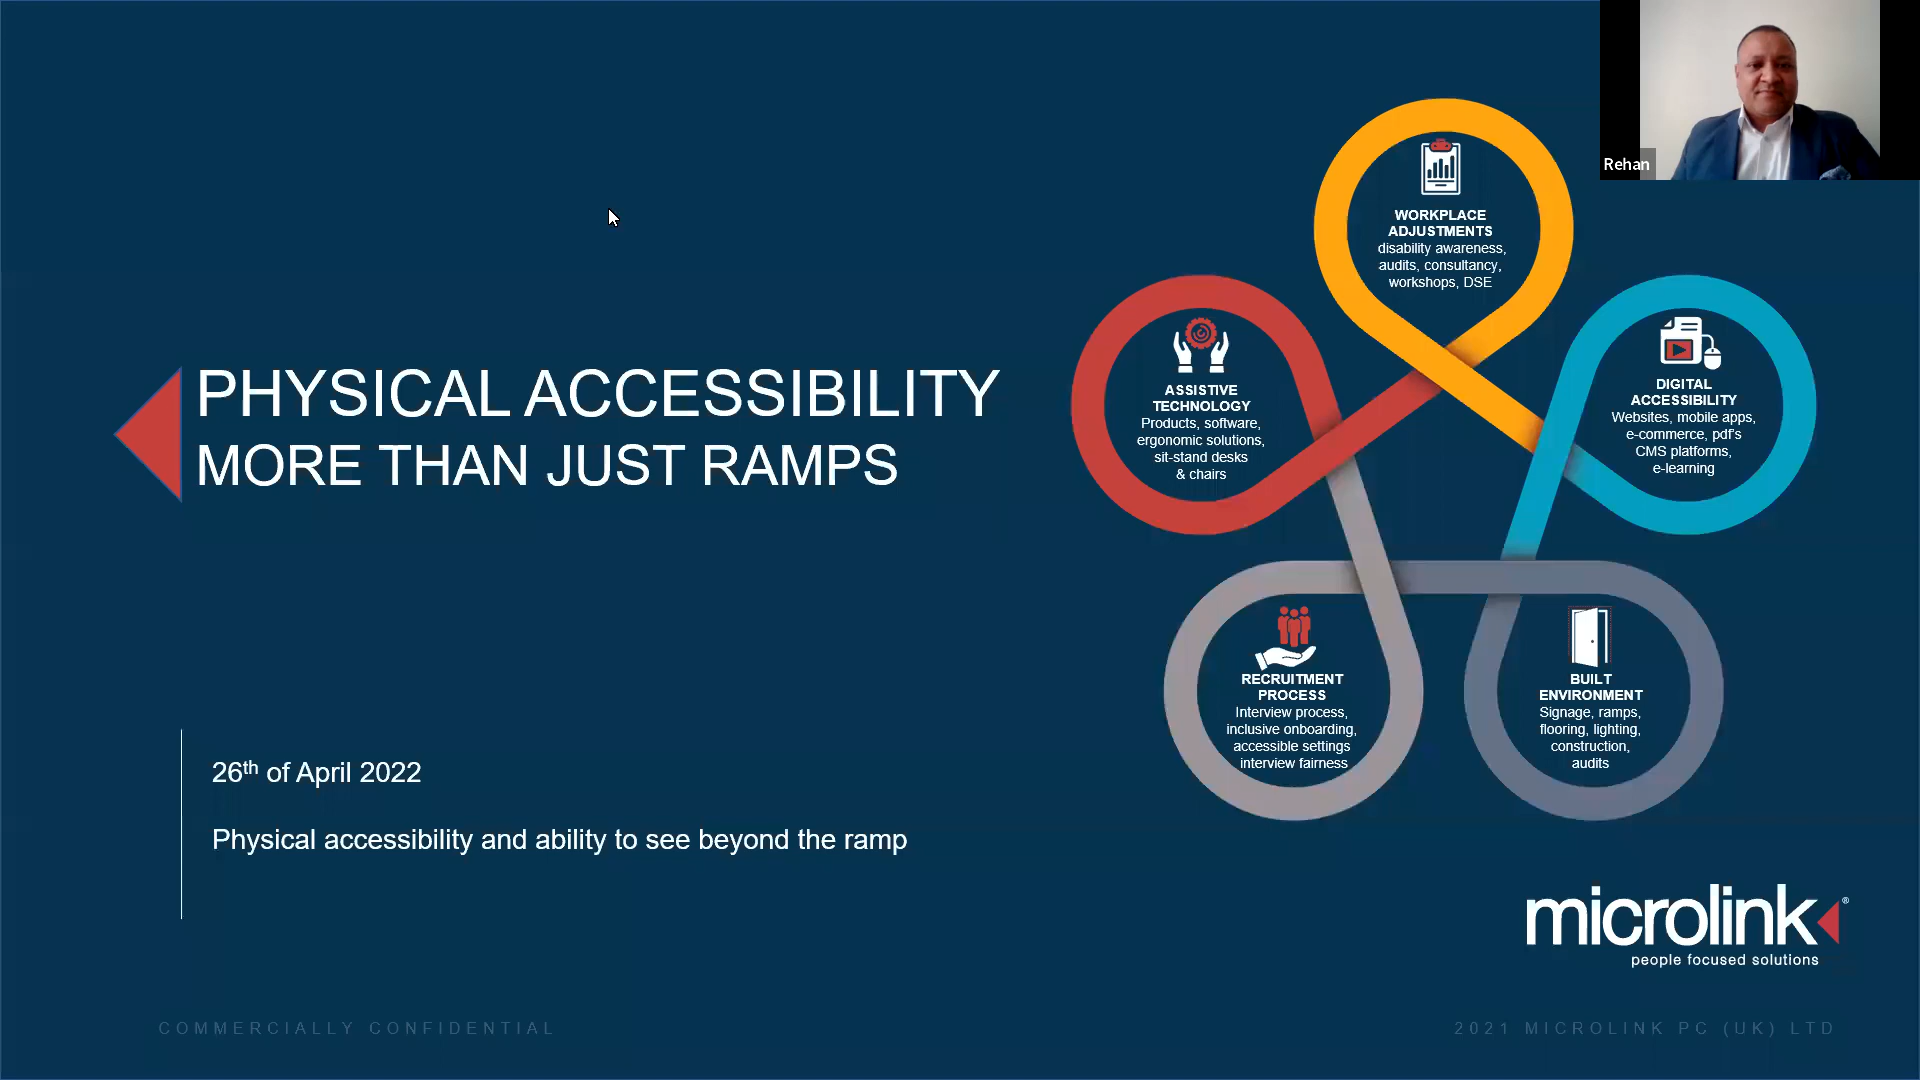 Rehan
PHYSICAL ACCESSIBILITY
MORE THAN JUST RAMPS
26th of April 2022
Physical accessibility and ability to see beyond the ramp
WORKPLACE
ADJUSTMENTS
disability awareness,
audits, consultancy,
workshops, DSE
ASSISTIVE
TECHNOLOGY
Products, software,
ergonomic solutions,
sit-stand desks
& chairs
DIGITAL
ACCESSIBILITY
Websites, mobile apps,
e-commerce, pdf's
CMS platforms,
e-learning
RECRUITMENT
PROCESS
Interview process,
inclusive onboarding,
accessible settings
interview fairness
BUILT
ENVIRONMENT
Signage, ramps,
flooring, lighting,
construction,
audits
microlink®
people focused solutions
COMMERCIALLY CONFIDENTIAL
2021 MICROLINK PC (UK) LTD